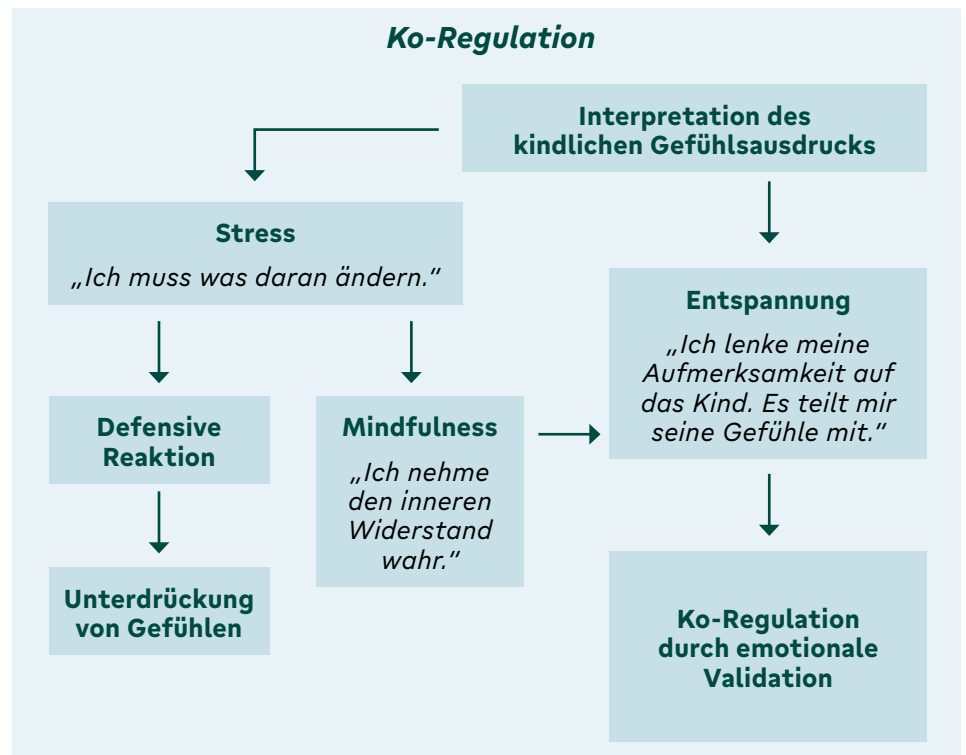 Ko-Regulation
Interpretation des
kindlichen Gefühlsausdrucks
Stress
„Ich muss was daran ändern.“
Entspannung
„Ich lenke meine
Aufmerksamkeit auf
das Kind. Es teilt mir
seine Gefühle mit.“
Defensive
Reaktion
Mindfulness
„Ich nehme
den inneren
Widerstand
wahr.“
Unterdrückung
von Gefühlen
Ko-Regulation
durch emotionale
Validation